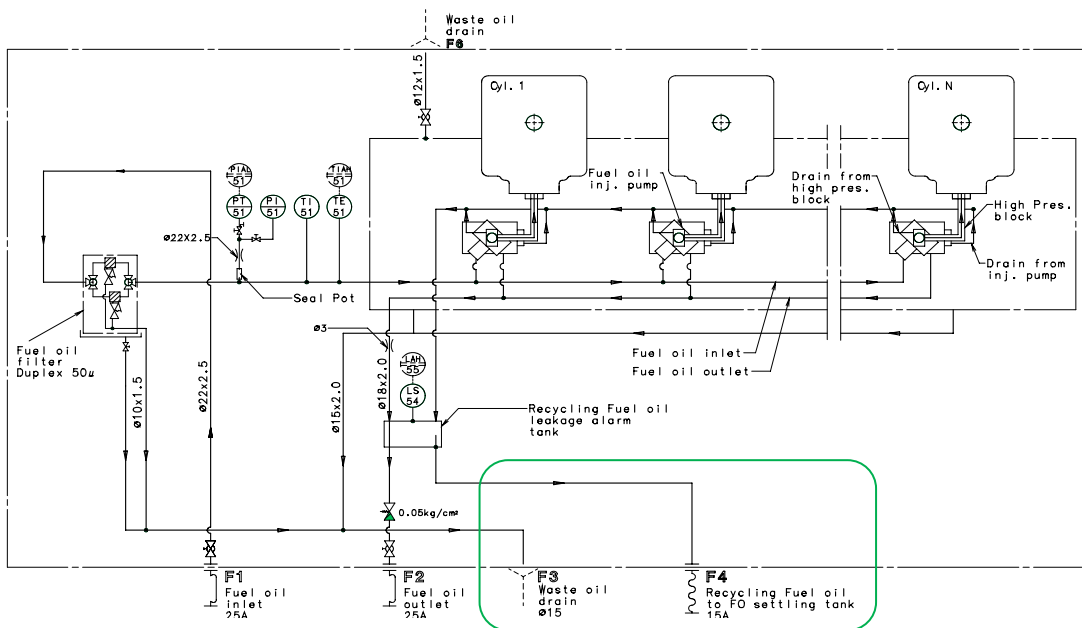 Waste oil
drain
F6
ø12x1.5
Cyl. 1
Cyl. N
PIAL
51
TIAH
51
PT
51
PI
51
TI
51
TE
51
Fuel oil
inj. pump
Drain from
high pres.
block
High Pres.
block
Drain from
inj. pump
ø22X2.5
Seal Pot
Fuel oil
filter
Duplex 50u
ø10x1.5
ø22x2.5
ø15x2.0
ø3
ø18x2.0
LAH
55
LS
54
Fuel oil inlet
Fuel oil outlet
Recycling Fuel oil
leakage alarm
tank
0.05kg/cm²
F1
Fuel oil
inlet
25A
F2
Fuel oil
outlet
25A
F3
Waste oil
drain
ø15
F4
Recycling Fuel oil
to FO settling tank
15A